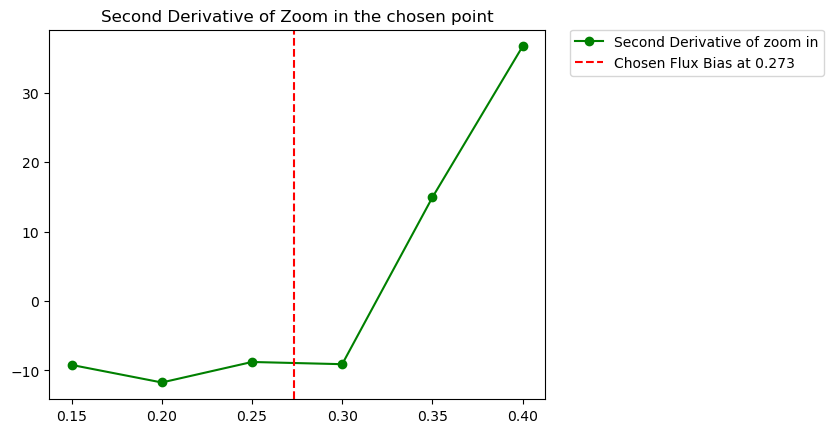 Second Derivative of Zoom in the chosen point
Second Derivative of zoom in
Chosen Flux Bias at 0.273
30
20
10
0
−10
0.15 0.20 0.25 0.30 0.35 0.40